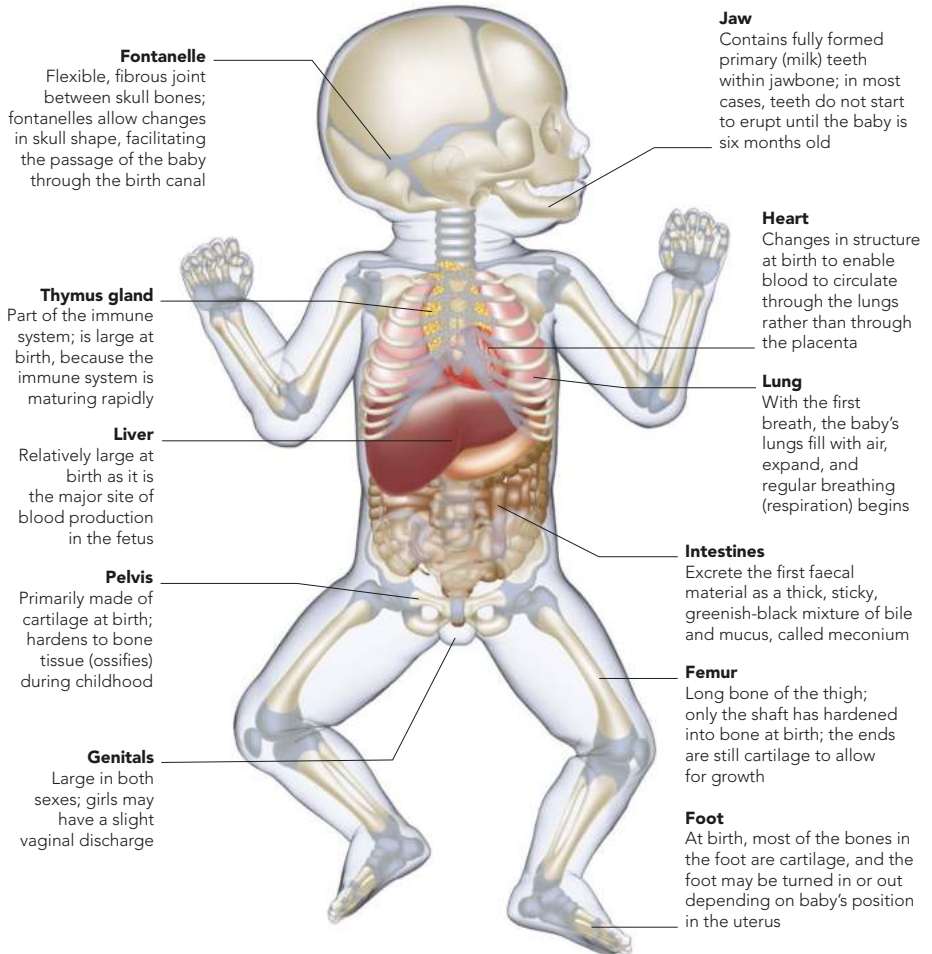 Fontanelle
Flexible, fibrous joint
between skull bones;
fontanelles allow changes
in skull shape, facilitating
the passage of the baby
through the birth canal
Thymus gland
Part of the immune
system; is large at
birth, because the
immune system is
maturing rapidly
Liver
Relatively large at
birth as it is
the major site of
blood production
in the fetus
Pelvis
Primarily made of
cartilage at birth;
hardens to bone
tissue (ossifies)
during childhood
Genitals
Large in both
sexes; girls may
have a slight
vaginal discharge
Jaw
Contains fully formed
primary (milk) teeth
within jawbone; in most
cases, teeth do not start
to erupt until the baby is
six months old
Heart
Changes in structure
at birth to enable
blood to circulate
through the lungs
rather than through
the placenta
Lung
With the first
breath, the baby's
lungs fill with air,
expand, and
regular breathing
(respiration) begins
Intestines
Excrete the first faecal
material as a thick, sticky,
greenish-black mixture of bile
and mucus, called meconium
Femur
Long bone of the thigh;
only the shaft has hardened
into bone at birth; the ends
are still cartilage to allow
for growth
Foot
At birth, most of the bones in
the foot are cartilage, and the
foot may be turned in or out
depending on baby's position
in the uterus